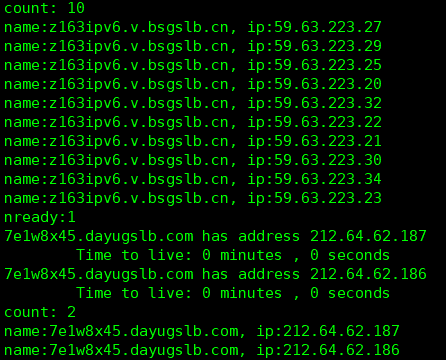 count: 10
name:z163ipv6.v.bsgslb.cn, ip:59.63.223.27
name:z163ipv6.v.bsgslb.cn, ip:59.63.223.29
name:z163ipv6.v.bsgslb.cn, ip:59.63.223.25
name:z163ipv6.v.bsgslb.cn, ip:59.63.223.20
name:z163ipv6.v.bsgslb.cn, ip:59.63.223.32
name:z163ipv6.v.bsgslb.cn, ip:59.63.223.22
name:z163ipv6.v.bsgslb.cn, ip:59.63.223.21
name:z163ipv6.v.bsgslb.cn, ip:59.63.223.30
name:z163ipv6.v.bsgslb.cn, ip:59.63.223.34
name:z163ipv6.v.bsgslb.cn, ip:59.63.223.23
nready:1
7e1w8x45.dayugslb.com has address 212.64.62.187
        Time to live: 0 minutes , 0 seconds
7e1w8x45.dayugslb.com has address 212.64.62.186
        Time to live: 0 minutes , 0 seconds
count: 2
name:7e1w8x45.dayugslb.com, ip:212.64.62.187
name:7e1w8x45.dayugslb.com, ip:212.64.62.186